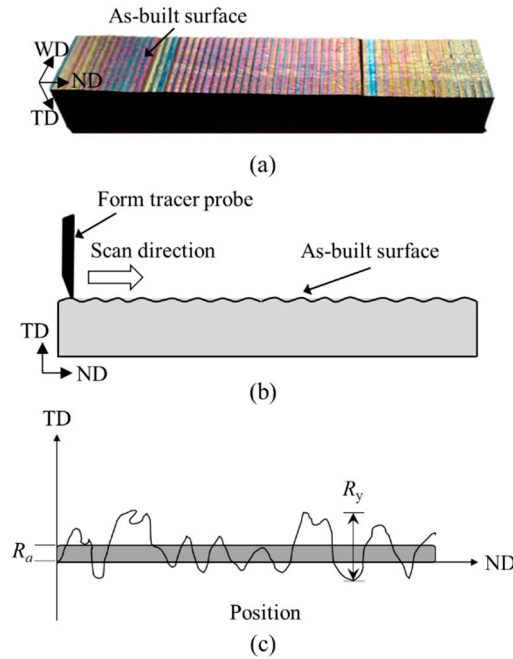 As-built surface
WD
ND
TD
(a)
Form tracer probe
Scan direction
As-built surface
TD
ND
(b)
TD
Ry
Ra
ND
Position
(c)